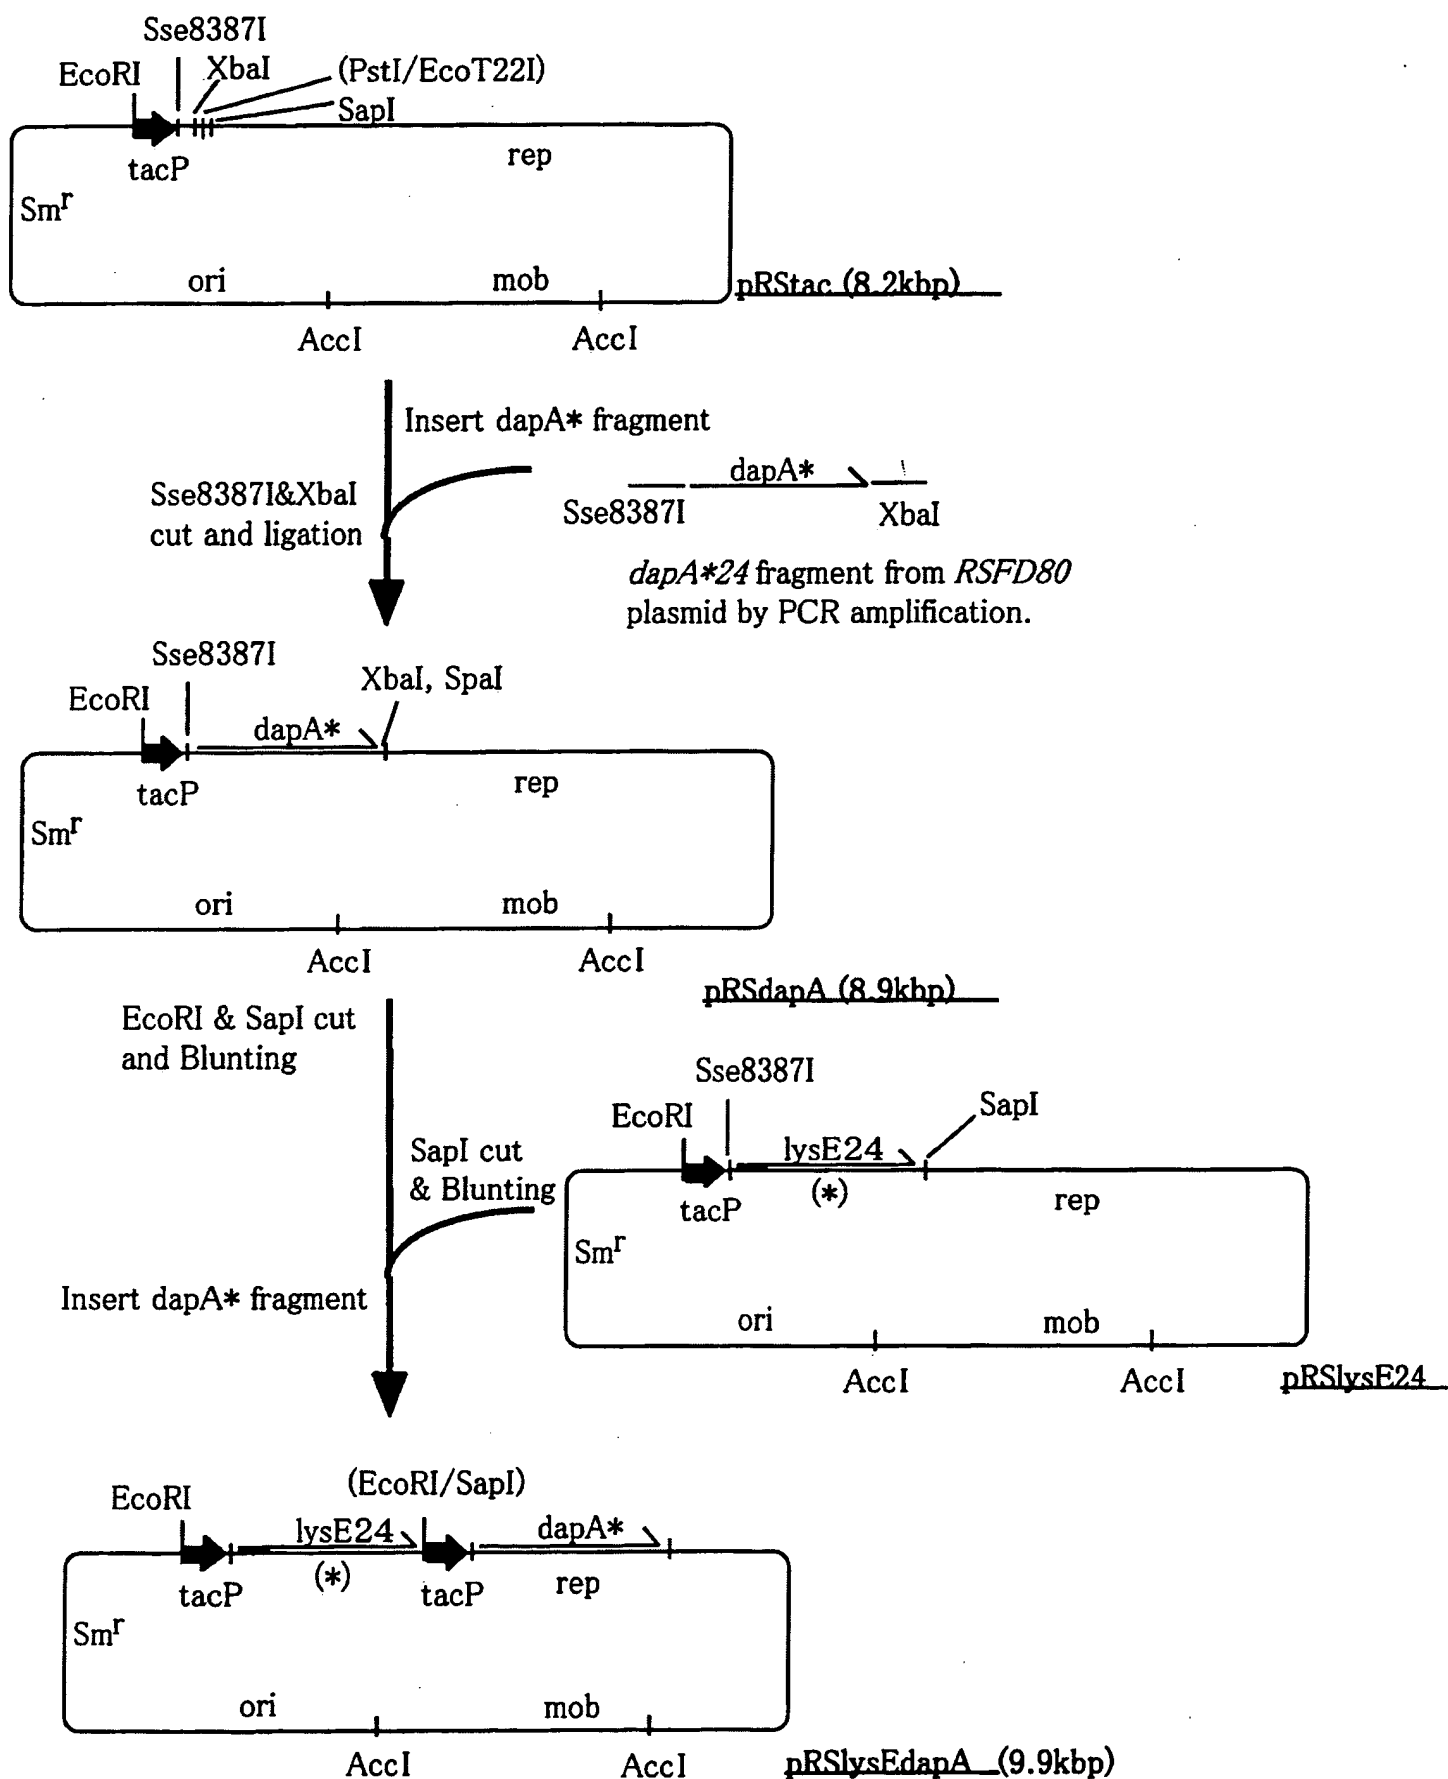 Sse8387I
EcoRI
XbaI
(PstI/EcoT22I)
SapI
tacP
rep
Smr
ori
mob
pRStac (8.2kbp)
AccI
AccI
Insert dapA* fragment
Sse8387I&XbaI
cut and ligation
dapA*
Sse8387I
XbaI
dapA*24 fragment from RSFD80
plasmid by PCR amplification.
Sse8387I
XbaI, SpaI
EcoRI
dapA*
tacP
rep
Smr
ori
mob
AccI
AccI
pRSdapA (8.9kbp)
EcoRI & SapI cut
and Blunting
Sse8387I
EcoRI
SapI
lysE24
(*)
tacP
rep
SapI cut
& Blunting
Smr
Insert dapA* fragment
ori
mob
AccI
AccI
pRSlysE24
(EcoRI/SapI)
EcoRI
lysE24
dapA*
(*)
tacP
tacP
rep
Smr
ori
mob
AccI
AccI
pRSlysEdapA (9.9kbp)